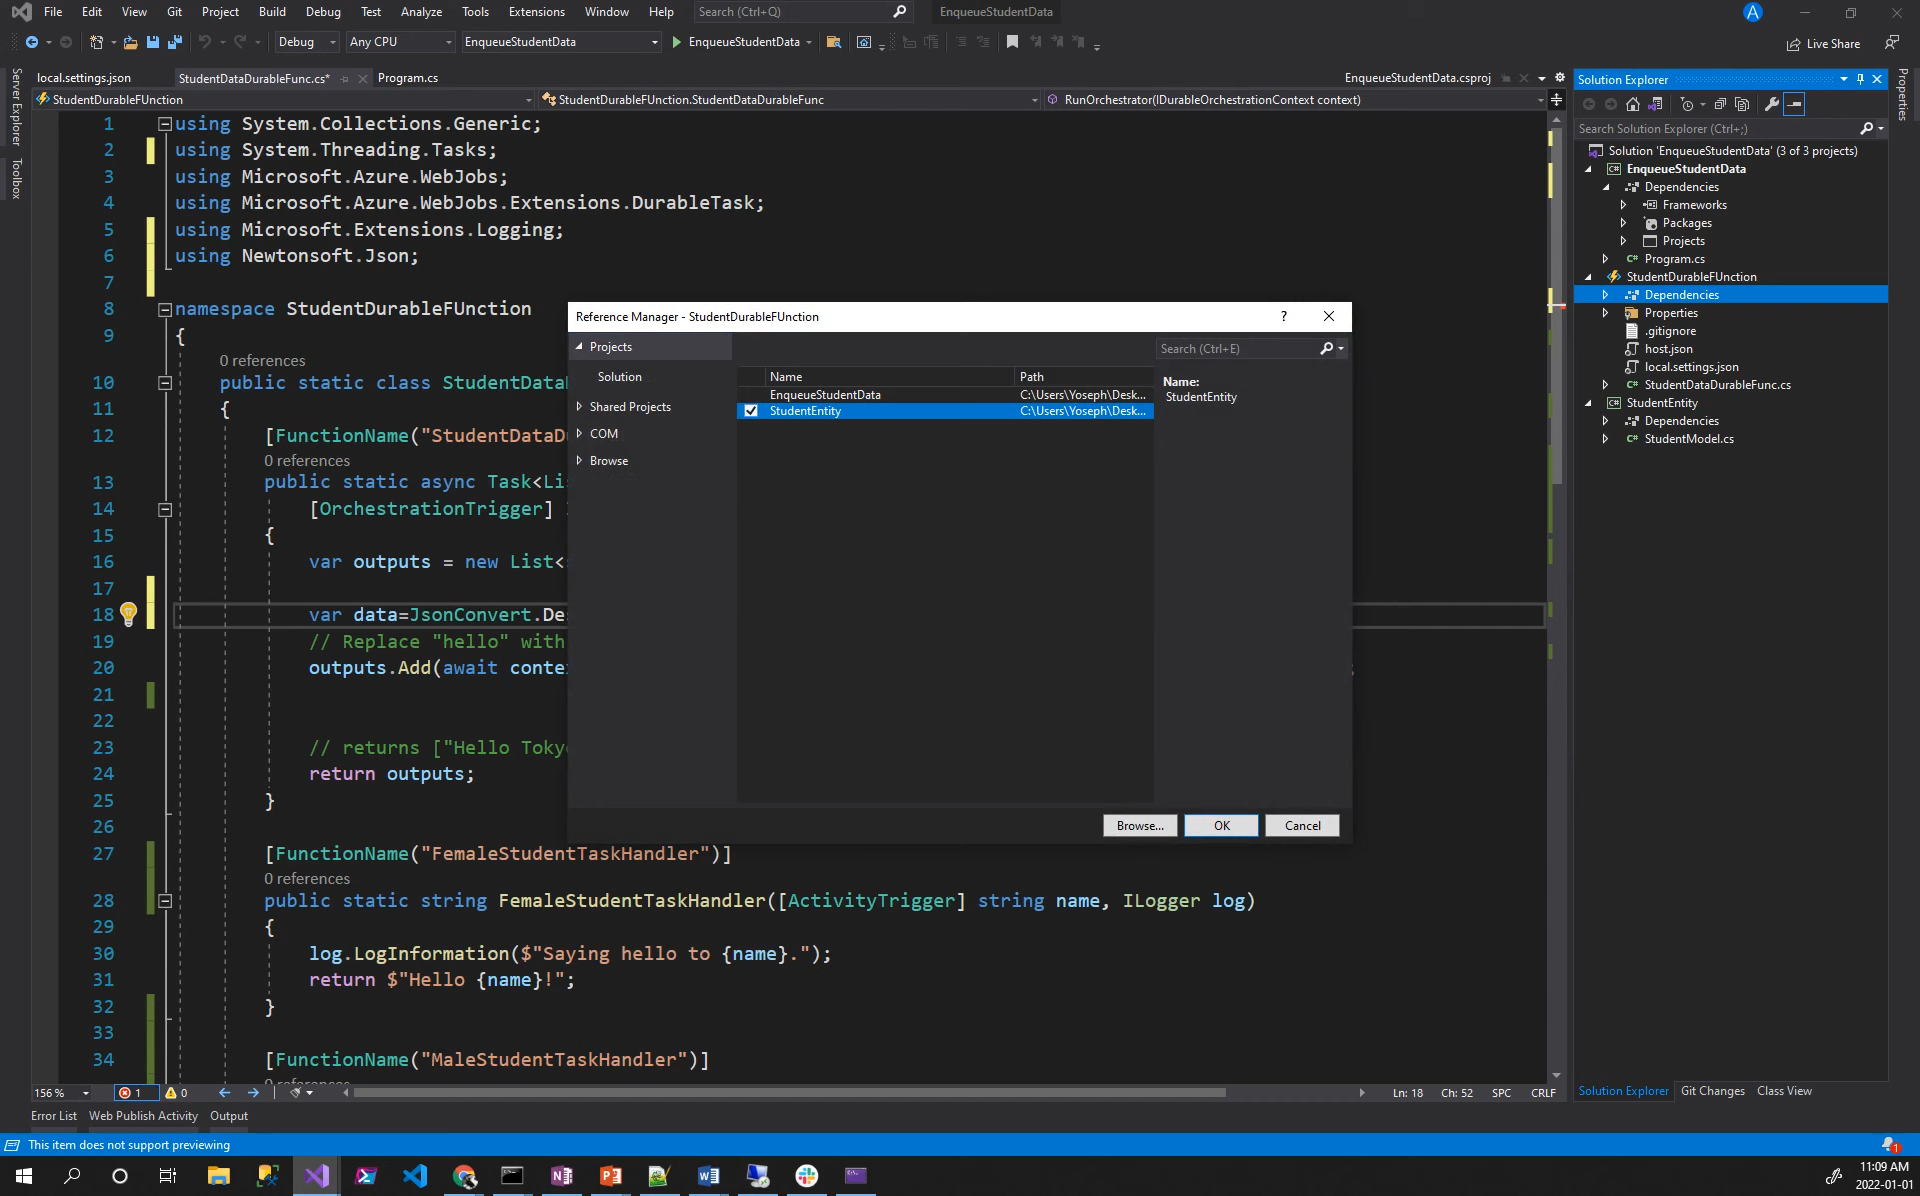 File Edit View Git Project Build Debug Test Analyze Tools Extensions Window Help Search (Ctrl+Q) EnqueueStudentData A
Debug Any CPU EnqueueStudentData EnqueueStudentData Live Share
Server Explorer
Toolbox
local.settings.json StudentDataDurableFunc.cs* Program.cs EnqueueStudentData.csproj
StudentDurableFUnction StudentDurableFUnction.StudentDataDurableFunc RunOrchestrator(IDurableOrchestrationContext context)
1 using System.Collections.Generic;
2 using System.Threading.Tasks;
3 using Microsoft.Azure.WebJobs;
4 using Microsoft.Azure.WebJobs.Extensions.DurableTask;
5 using Microsoft.Extensions.Logging;
6 using Newtonsoft.Json;
7
8 namespace StudentDurableFUnction
9 {
0 references
10 public static class StudentData
11 {
12 [FunctionName("StudentDataD
0 references
13 public static async Task<Li
14 [OrchestrationTrigger]
15 {
16 var outputs = new List<
17
18 var data=JsonConvert.De
19 // Replace "hello" with
20 outputs.Add(await conte ;
21
22
23 // returns ["Hello Toky
24 return outputs;
25 }
26
27 [FunctionName("FemaleStudentTaskHandler")]
0 references
28 public static string FemaleStudentTaskHandler([ActivityTrigger] string name, ILogger log)
29 {
30 log.LogInformation($"Saying hello to {name}.");
31 return $"Hello {name}!";
32 }
33
34 [FunctionName("MaleStudentTaskHandler")]
0 references
Reference Manager - StudentDurableFUnction ?
Projects
Solution
Shared Projects
COM
Browse
Search (Ctrl+E)
Name Path
EnqueueStudentData C:\Users\Yoseph\Desk...
StudentEntity C:\Users\Yoseph\Desk...
Name:
StudentEntity
Browse... OK Cancel
Solution Explorer
Search Solution Explorer (Ctrl+;)
Solution 'EnqueueStudentData' (3 of 3 projects)
EnqueueStudentData
Dependencies
Frameworks
Packages
Projects
Program.cs
StudentDurableFUnction
Dependencies
Properties
.gitignore
host.json
local.settings.json
StudentDataDurableFunc.cs
StudentEntity
Dependencies
StudentModel.cs
Solution Explorer Git Changes Class View
Properties
156 % 1 0 Ln: 18 Ch: 52 SPC CRLF
Error List Web Publish Activity Output
This item does not support previewing 1
11:09 AM
2022-01-01